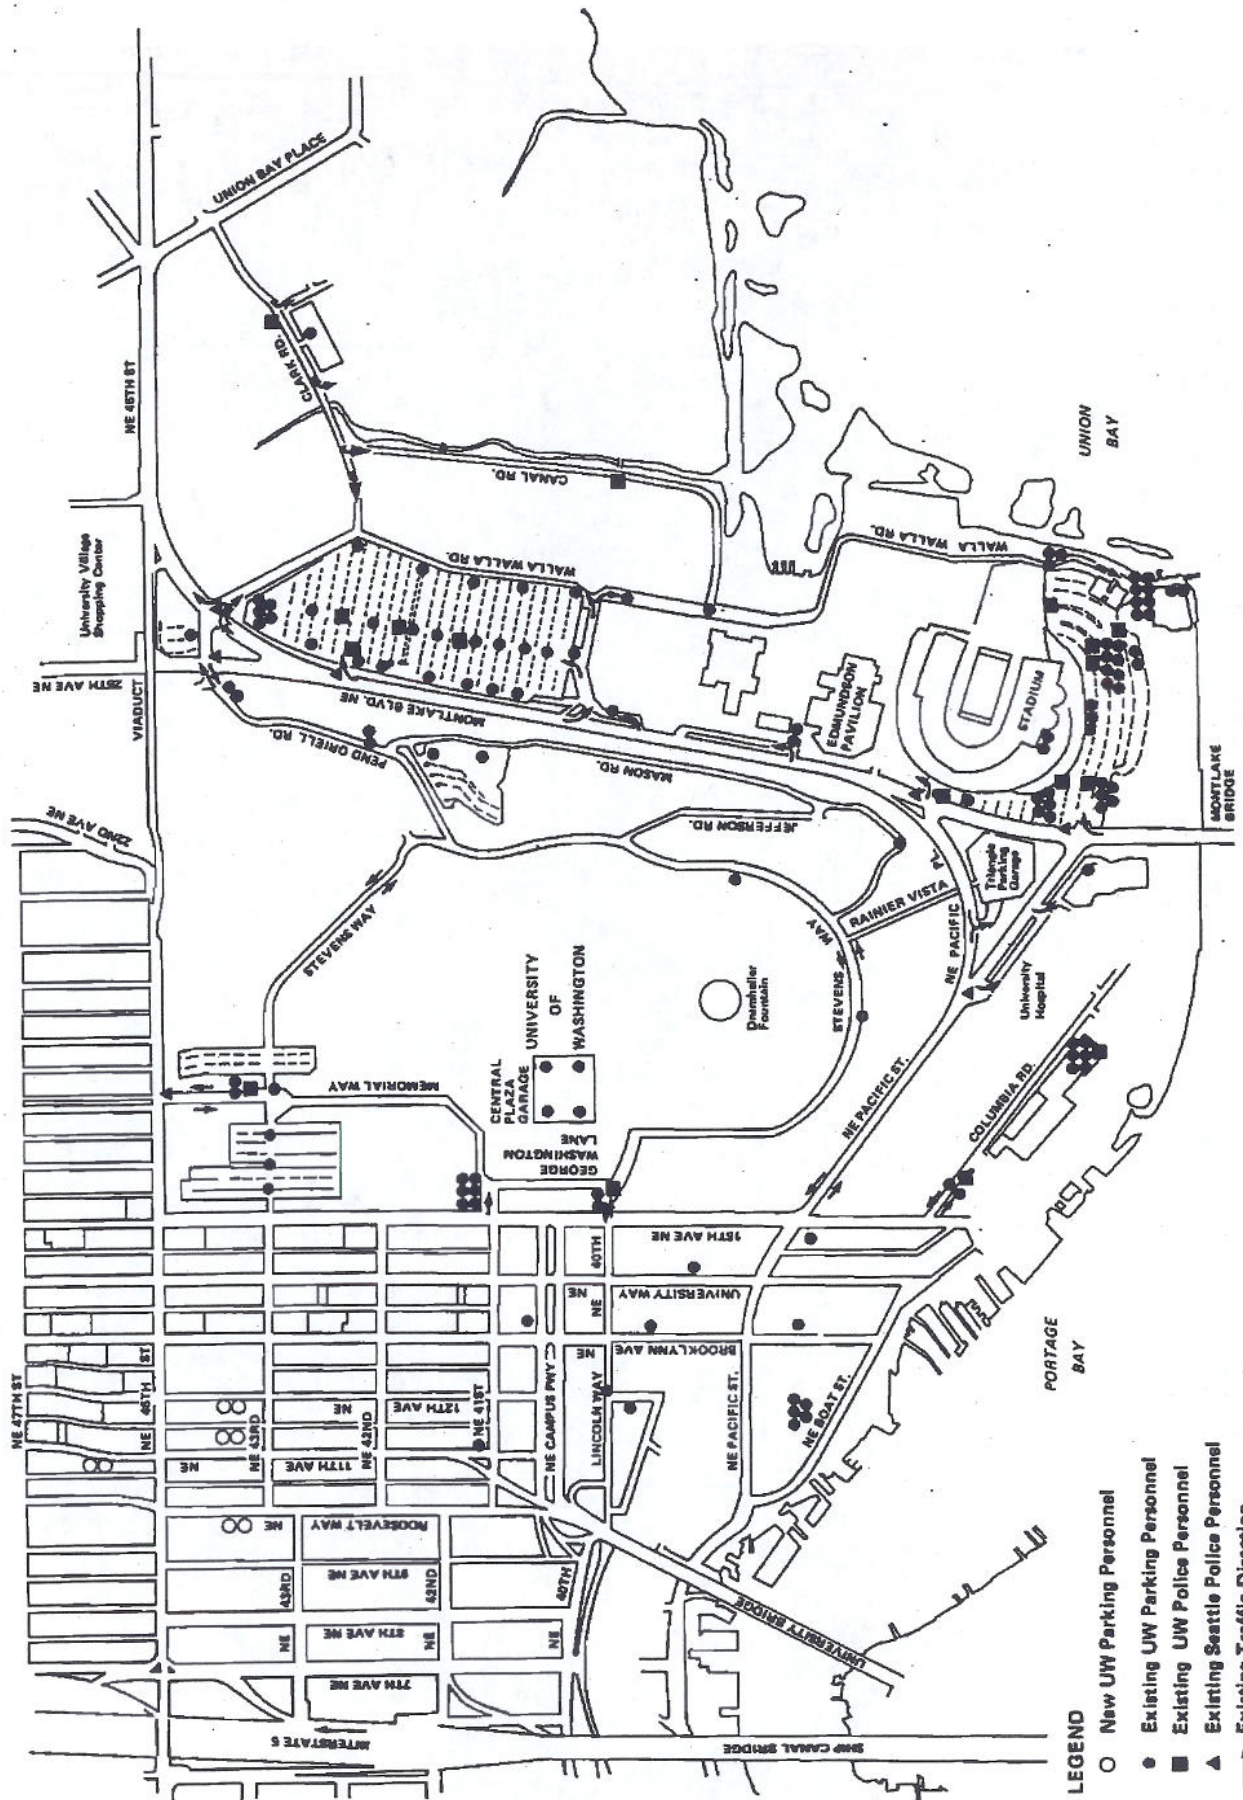 NE 47TH ST
22ND AVE NE
25TH AVE NE
VIADUCT
University Village
Shopping Center
NE 45TH ST
UNION BAY PLACE
CLARK RD.
CANAL RD.
WALLA WALLA RD.
WALLA WALLA RD.
MONTLAKE BLVD. NE
PEND ORIELL RD.
MASON RD.
JEFFERSON RD.
STEVENS WAY
MEMORIAL WAY
CENTRAL
PLAZA
GARAGE
UNIVERSITY
OF
WASHINGTON
GEORGE
WASHINGTON
LANE
Drumheller
Fountain
STEVENS WAY
RAINIER VISTA
NE PACIFIC PL
Triangle
Parking
Garage
EDMUNDSON
PAVILION
STADIUM
UNION
BAY
MONTLAKE
BRIDGE
University
Hospital
NE PACIFIC ST.
COLUMBIA RD.
15TH AVE NE
UNIVERSITY WAY NE
BROOKLYNN AVE NE
12TH AVE NE
11TH AVE NE
ROOSEVELT WAY NE
9TH AVE NE
8TH AVE NE
7TH AVE NE
INTERSTATE 5
SHIP CANAL BRIDGE
UNIVERSITY BRIDGE
NE 45TH ST
NE 43RD
NE 42ND
NE 41ST
NE CAMPUS PWY
NE 40TH
LINCOLN WAY
NE 43RD
NE 42ND
NE 40TH
NE PACIFIC ST.
NE BOAT ST.
PORTAGE
BAY
LEGEND
New UW Parking Personnel
Existing UW Parking Personnel
Existing UW Police Personnel
Existing Seattle Police Personnel
Existing Traffic Direction